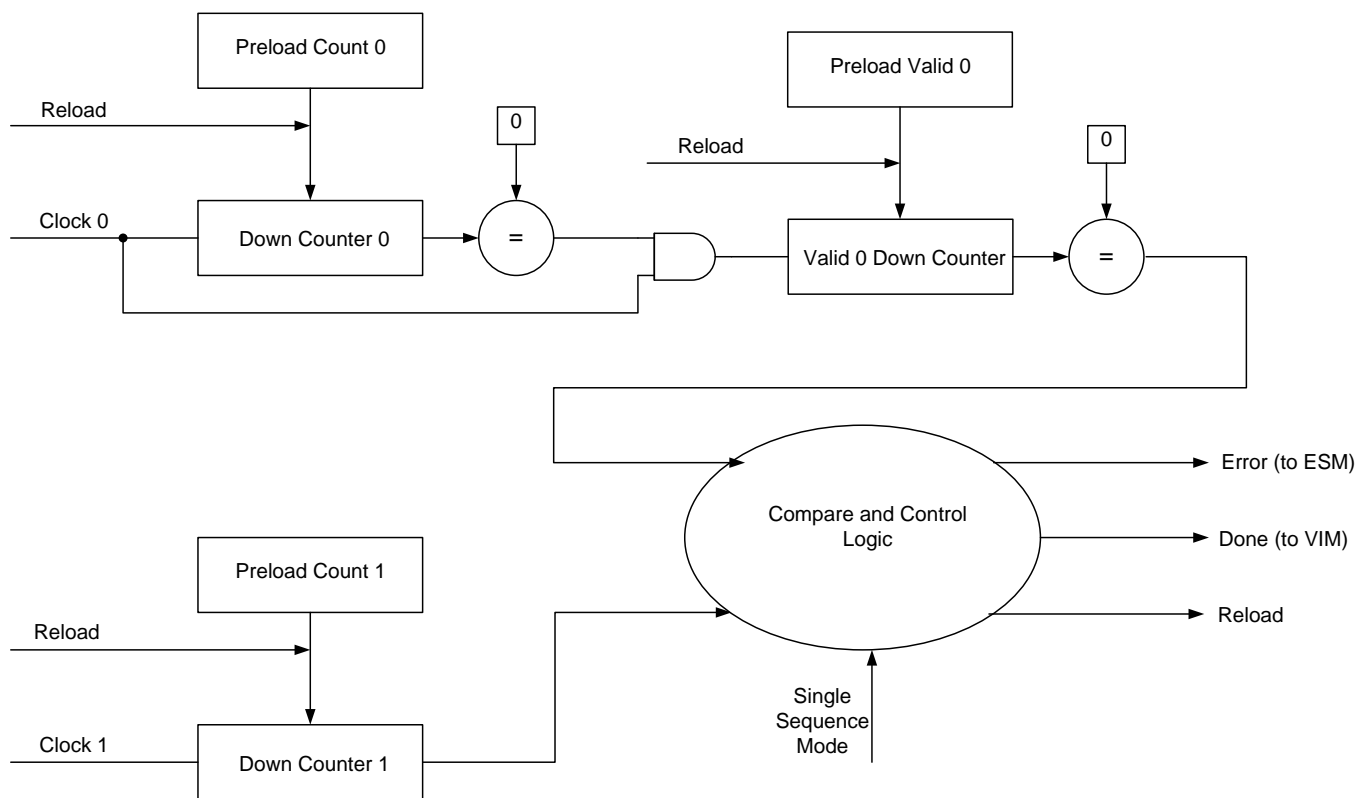 Preload Count 0
Preload Valid 0
Reload
0
0
Reload
Clock 0
Down Counter 0
=
Valid 0 Down Counter
=
Error (to ESM)
Compare and Control
Logic
Done (to VIM)
Preload Count 1
Reload
Reload
Single
Sequence
Mode
Clock 1
Down Counter 1